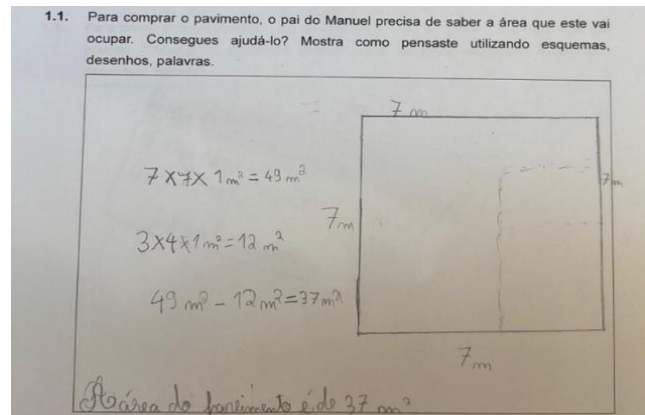 1.1. Para comprar o pavimento, o pai do Manuel precisa de saber a área que este vai
ocupar. Consegues ajudá-lo? Mostra como pensaste utilizando esquemas,
desenhos, palavras.
7 m
7 X 7 X 1 m² = 49 m²
7 m
7 m
3 X 4 X 1 m² = 12 m²
49 m² - 12 m² = 37 m²
7 m
A área do pavimento é de 37 m²